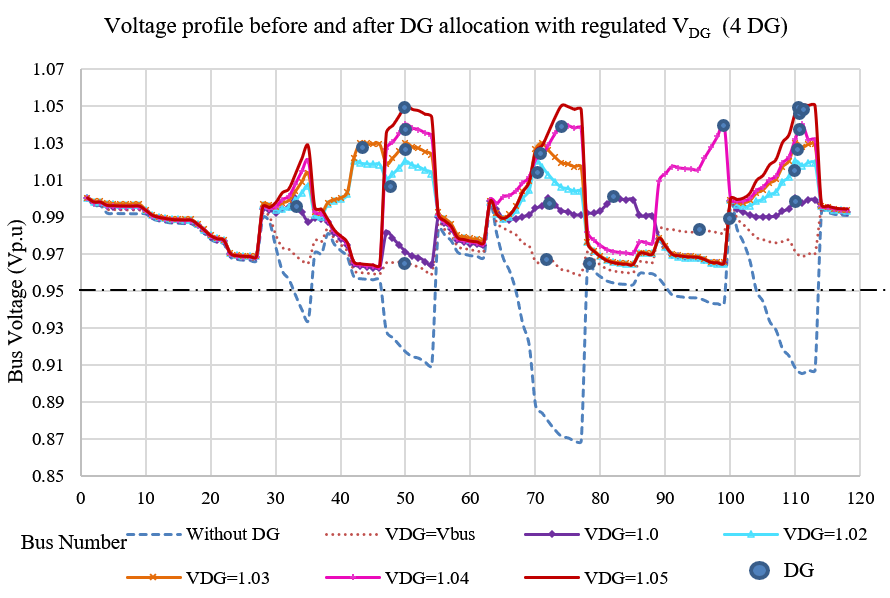 Voltage profile before and after DG allocation with regulated VDG (4 DG)
Bus Voltage (Vp.u)
1.07
1.05
1.03
1.01
0.99
0.97
0.95
0.93
0.91
0.89
0.87
0.85
0 10 20 30 40 50 60 70 80 90 100 110 120
Bus Number
Without DG VDG=Vbus VDG=1.0 VDG=1.02
VDG=1.03 VDG=1.04 VDG=1.05 DG